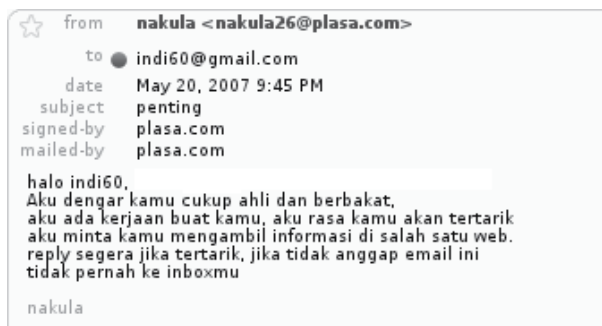 from nakula <nakula26@plasa.com>
to indi60@gmail.com
date May 20, 2007 9:45 PM
subject penting
signed-by plasa.com
mailed-by plasa.com
halo indi60,
Aku dengar kamu cukup ahli dan berbakat,
aku ada kerjaan buat kamu, aku rasa kamu akan tertarik
aku minta kamu mengambil informasi di salah satu web.
reply segera jika tertarik, jika tidak anggap email ini
tidak pernah ke inboxmu
nakula